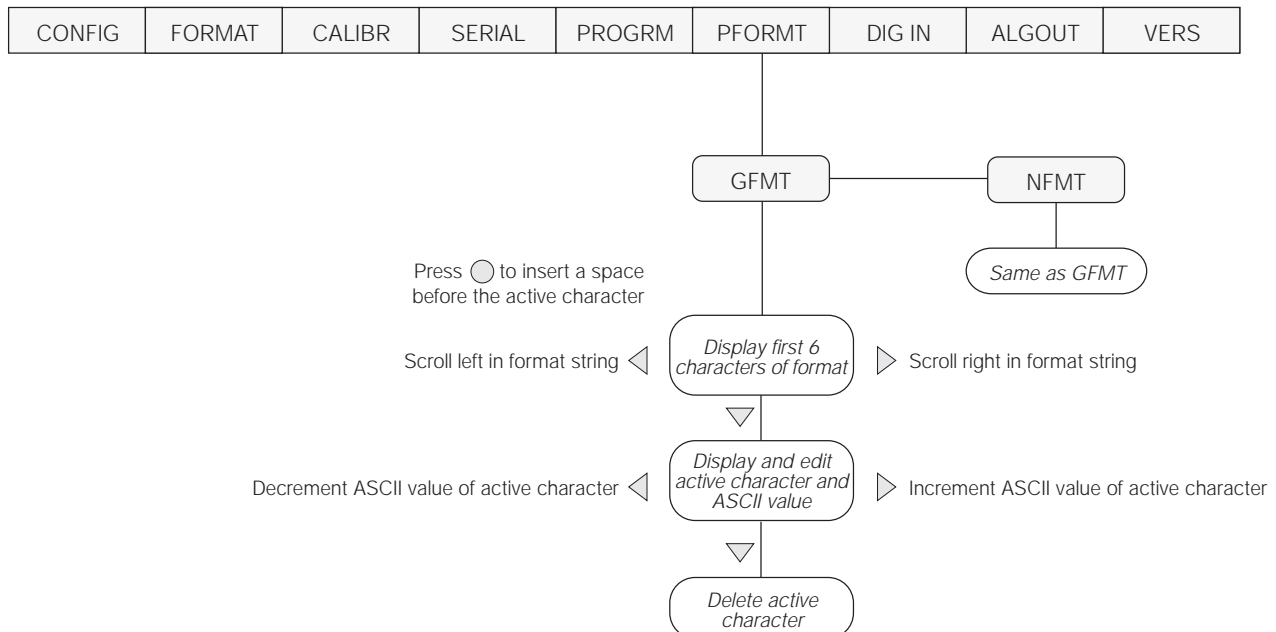 CONFIG FORMAT CALIBR SERIAL PROGRM PFORMT DIG IN ALGOUT VERS
GFMT
NFMT
Same as GFMT
Press to insert a space
before the active character
Display first 6
characters of format
Scroll left in format string
Scroll right in format string
Display and edit
active character and
ASCII value
Decrement ASCII value of active character
Increment ASCII value of active character
Delete active
character